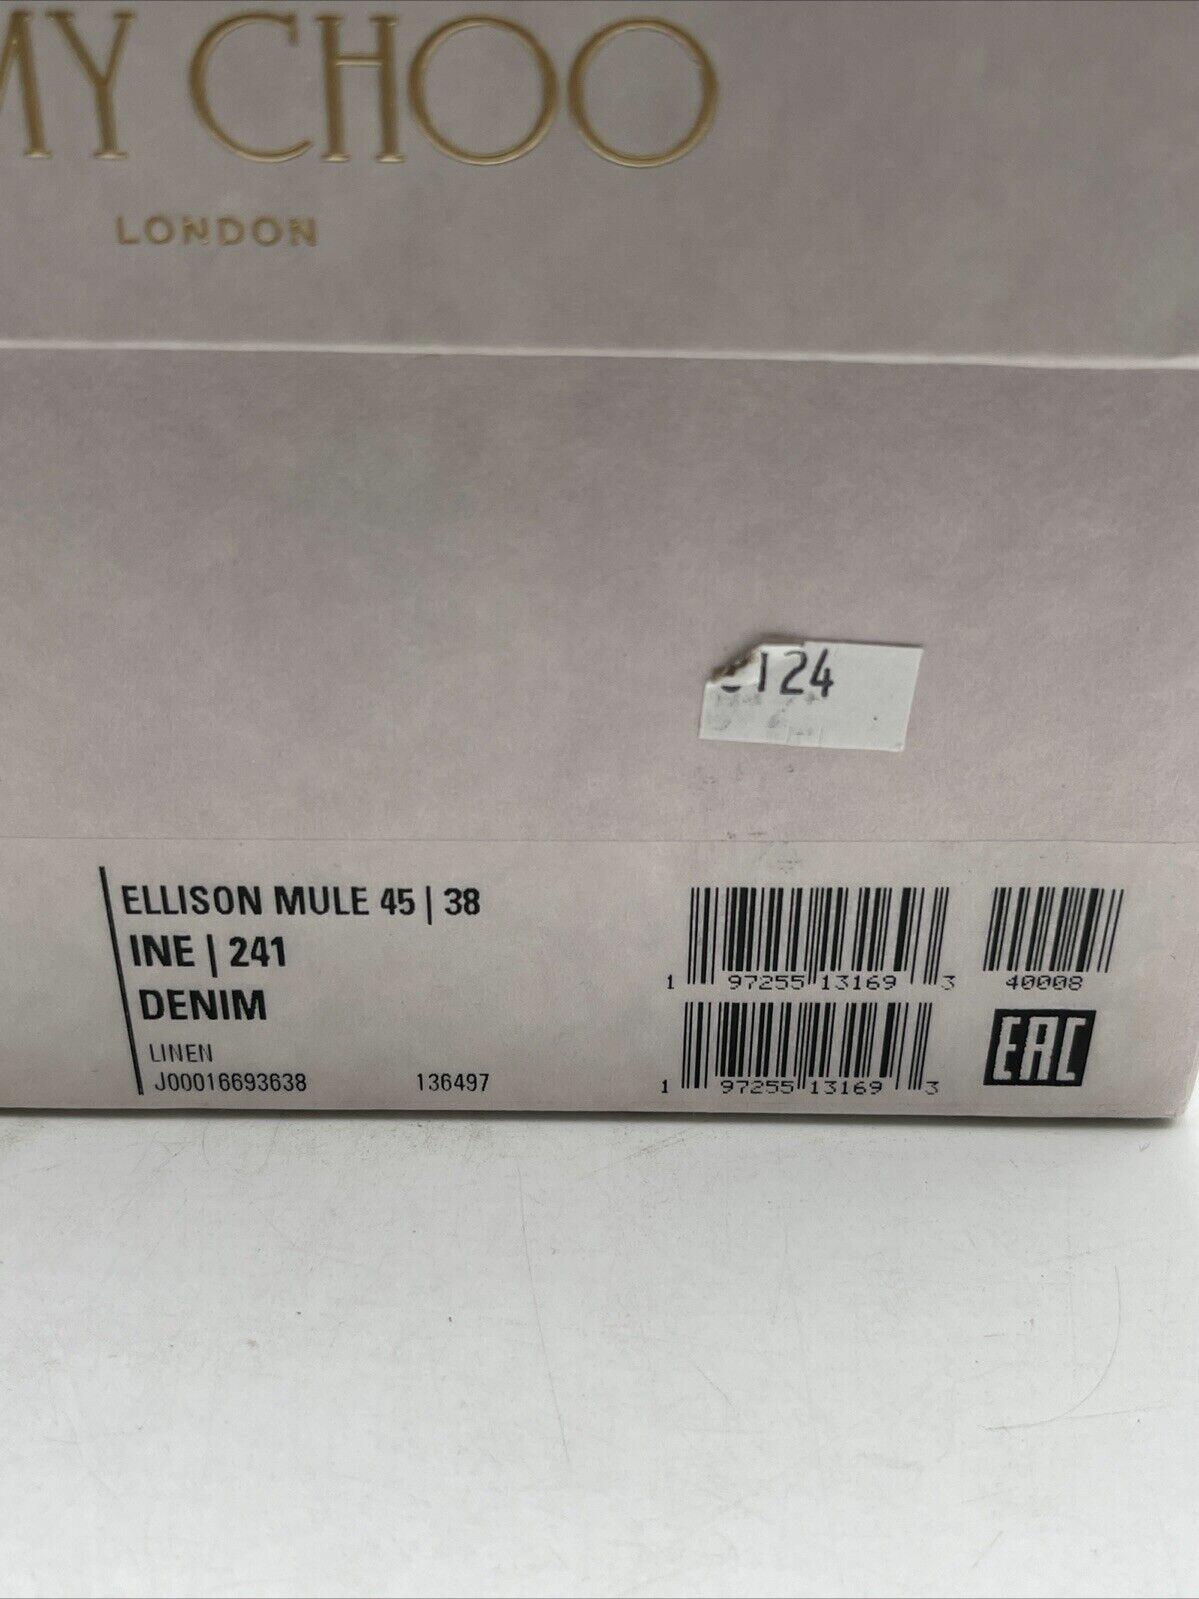 MY CHOO
LONDON
124
ELLISON MULE 45 | 38
INE | 241
DENIM
LINEN
J00016693638 136497
1 97255 13169 3
40008
1 97255 13169 3
EAC